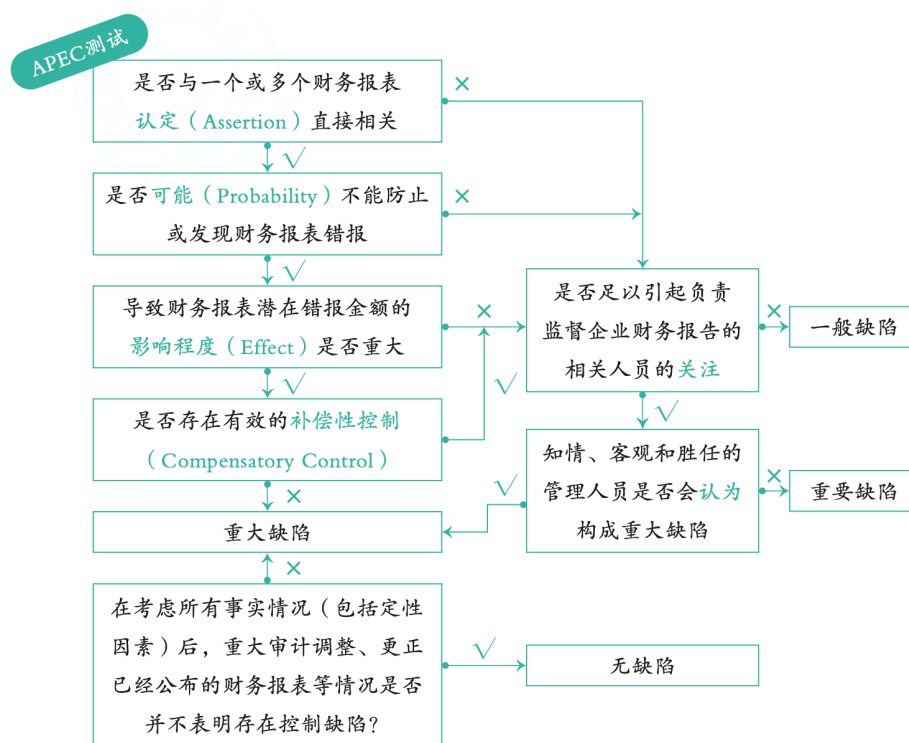 APEC测试
是否与一个或多个财务报表
认定（Assertion）直接相关
×
√
是否可能（Probability）不能防止
或发现财务报表错报
×
√
导致财务报表潜在错报金额的
影响程度（Effect）是否重大
×
√
是否存在有效的补偿性控制
（Compensatory Control）
√
×
重大缺陷
×
在考虑所有事实情况（包括定性
因素）后，重大审计调整、更正
已经公布的财务报表等情况是否
并不表明存在控制缺陷？
√
无缺陷
是否足以引起负责
监督企业财务报告的
相关人员的关注
×
一般缺陷
√
知情、客观和胜任的
管理人员是否会认为
构成重大缺陷
√
×
重要缺陷